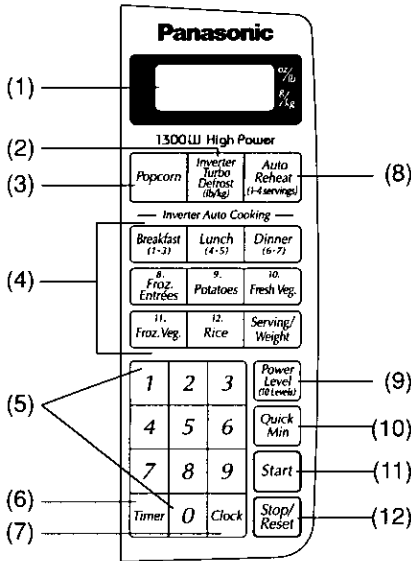 Panasonic
(1)
oz/lb
g/kg
1300W High Power
(2)
(3)
Popcorn
Inverter
Turbo
Defrost
(lb/kg)
Auto
Reheat
(1-4 servings)
(8)
Inverter Auto Cooking
(4)
Breakfast
(1-3)
Lunch
(4-5)
Dinner
(6-7)
8.
Froz.
Entrées
9.
Potatoes
10.
Fresh Veg.
11.
Froz. Veg.
12.
Rice
Serving/
Weight
(5)
1 2 3
Power
Level
(10 Levels)
(9)
4 5 6
Quick
Min
(10)
7 8 9
Start
(11)
(6)
(7)
Timer 0 Clock
Stop/
Reset
(12)